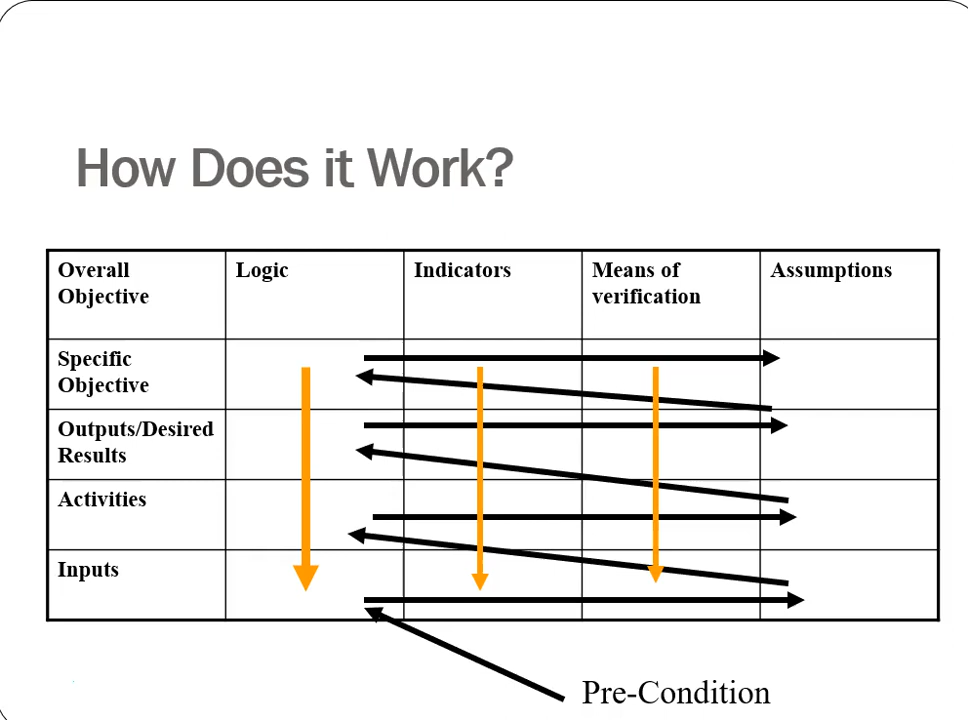 How Does it Work?
Overall
Objective
Logic
Indicators
Means of
verification
Assumptions
Specific
Objective
Outputs/Desired
Results
Activities
Inputs
Pre-Condition